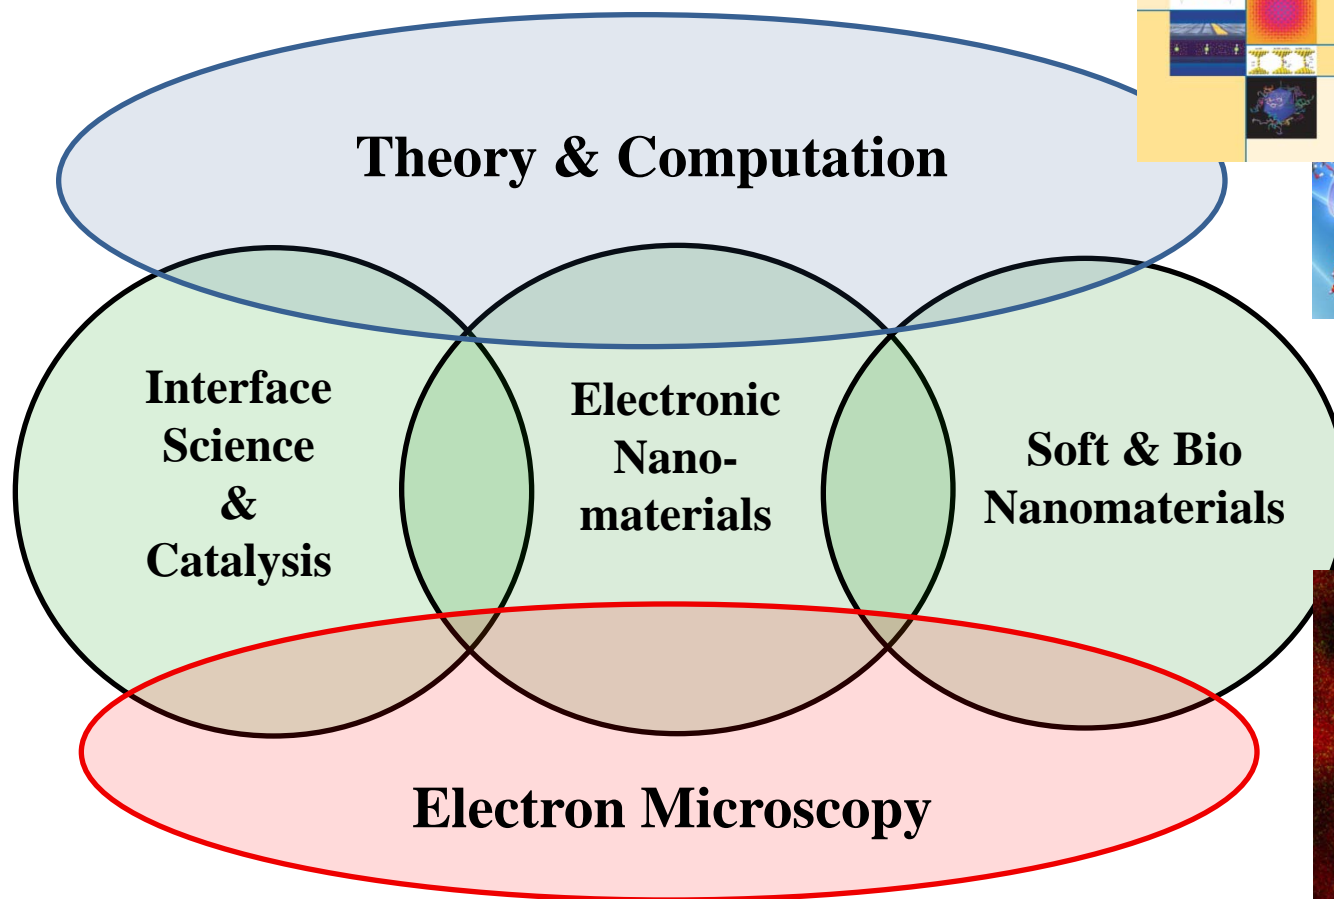 Theory & Computation
Interface
Science
&
Catalysis
Electronic
Nano-
materials
Soft & Bio
Nanomaterials
Electron Microscopy